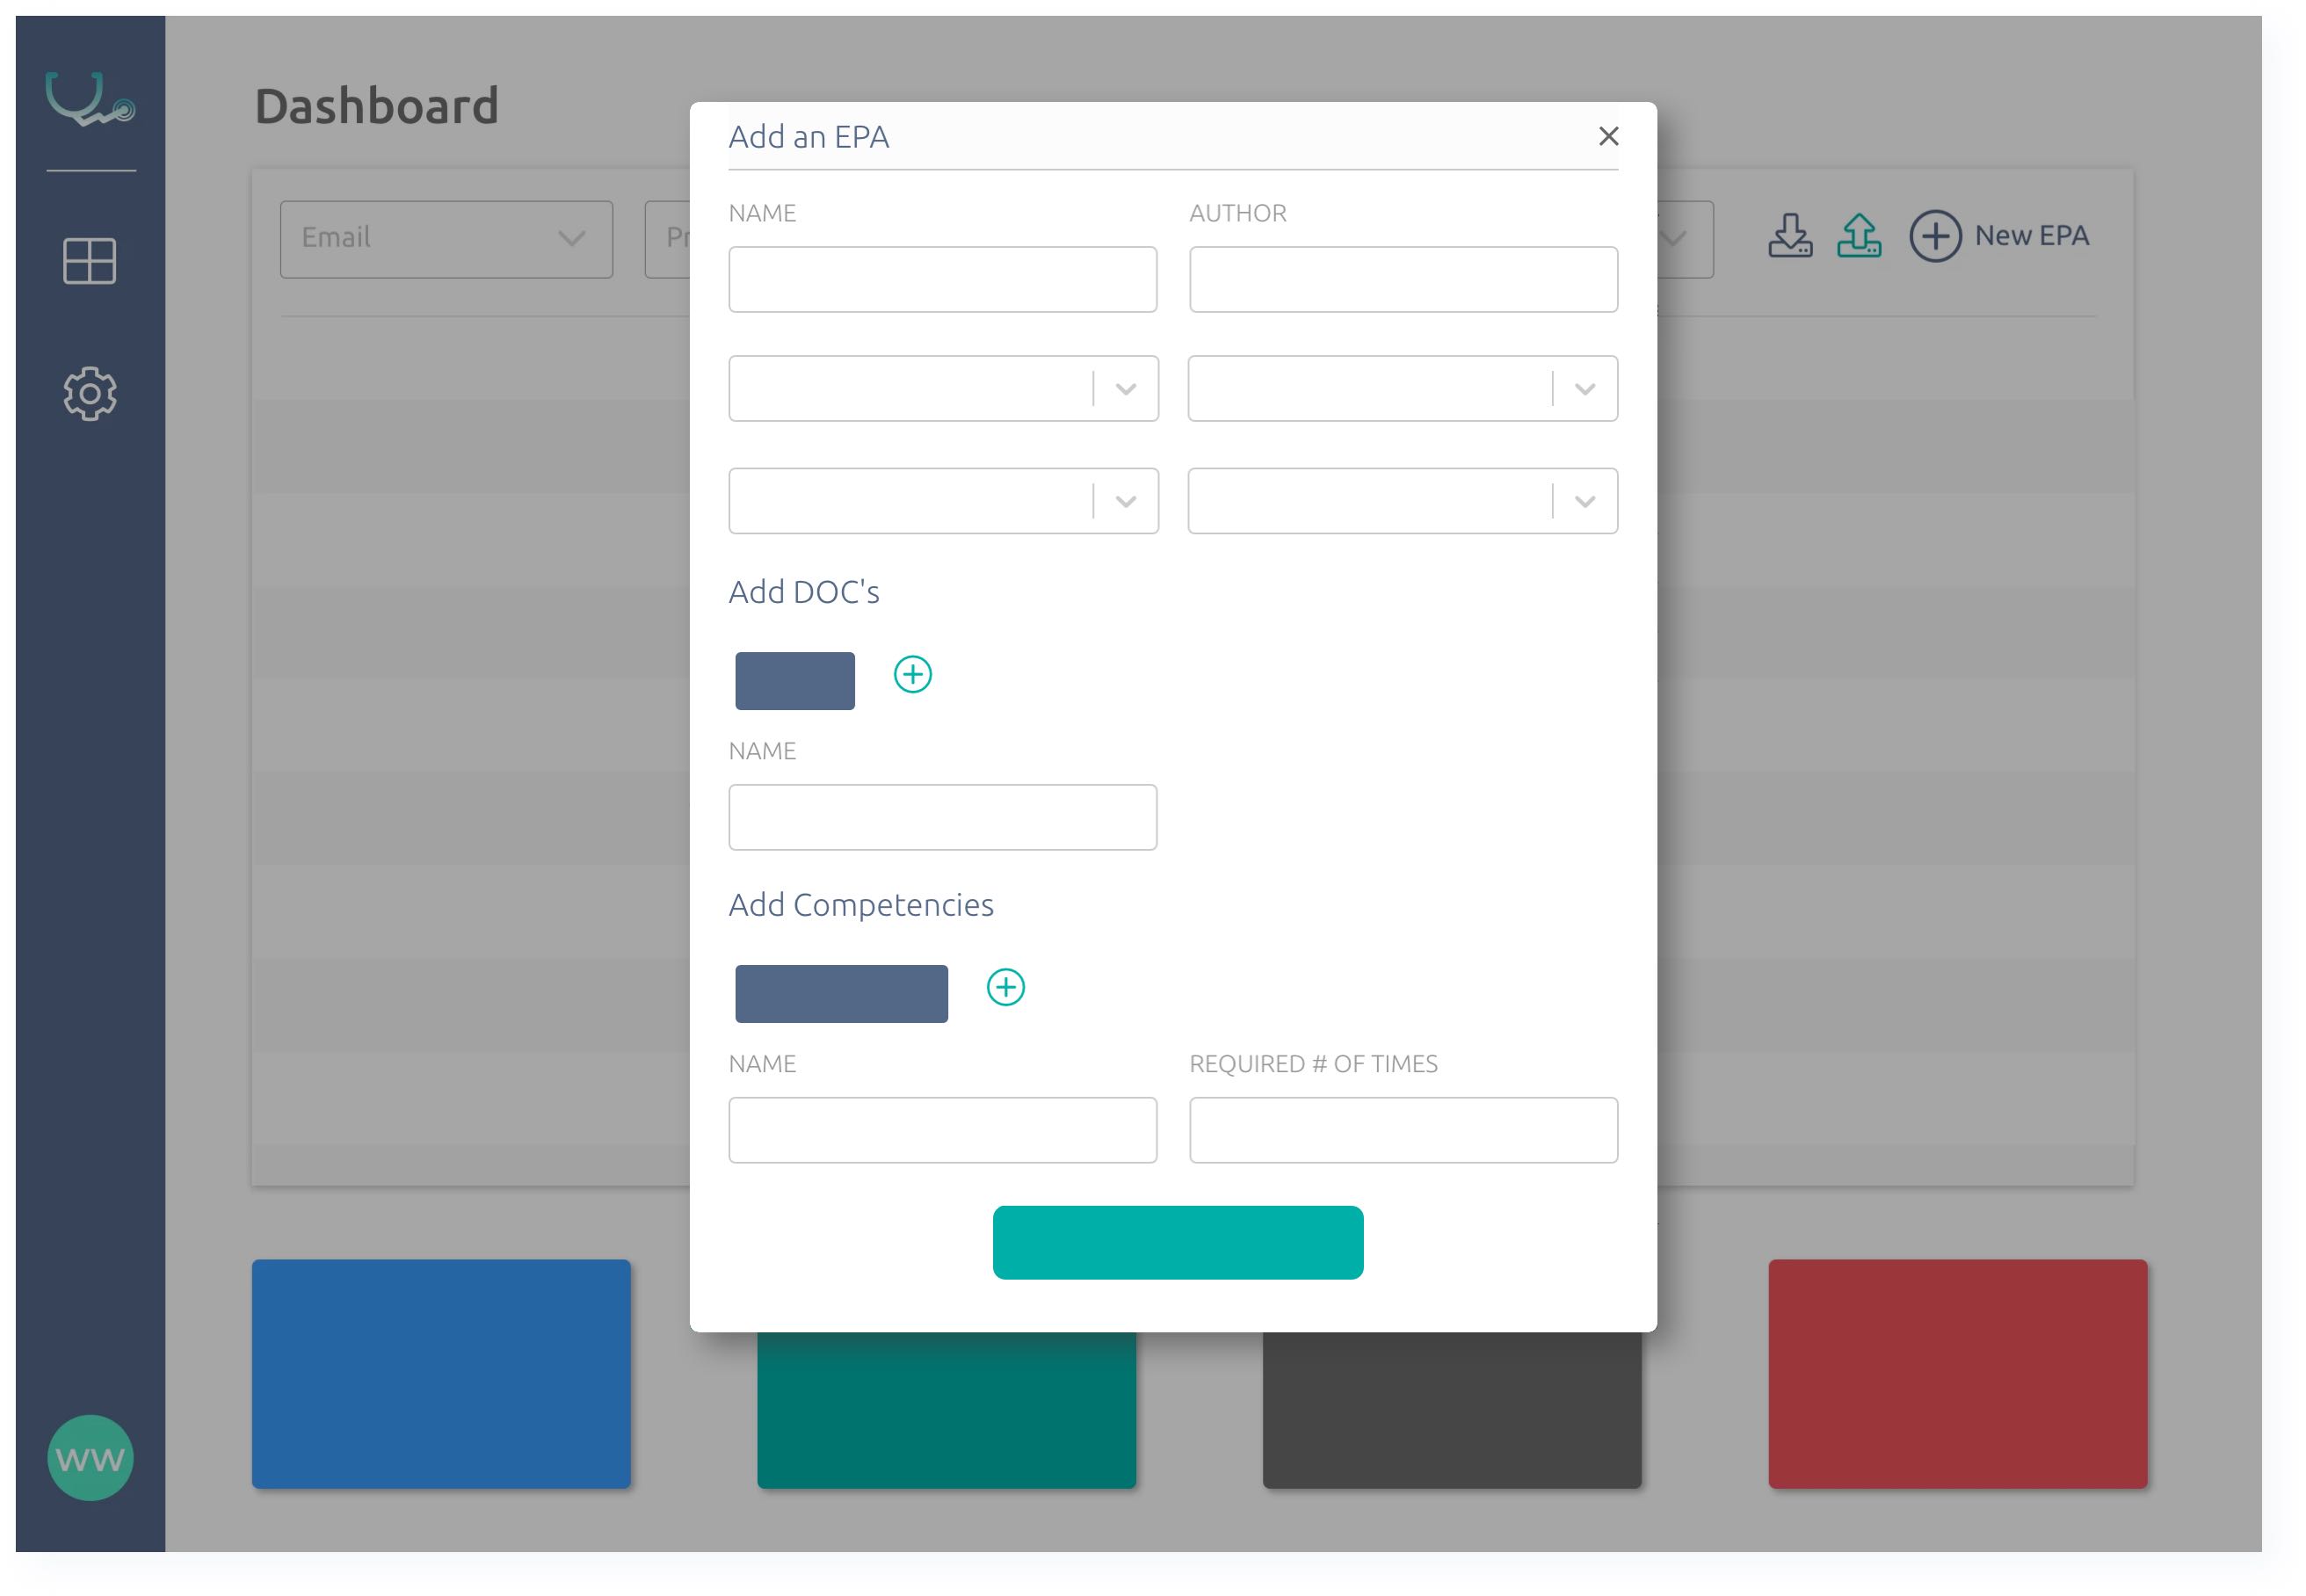 Dashboard
Add an EPA
NAME
AUTHOR
Email
New EPA
Add DOC's
NAME
Add Competencies
NAME
REQUIRED # OF TIMES
WW